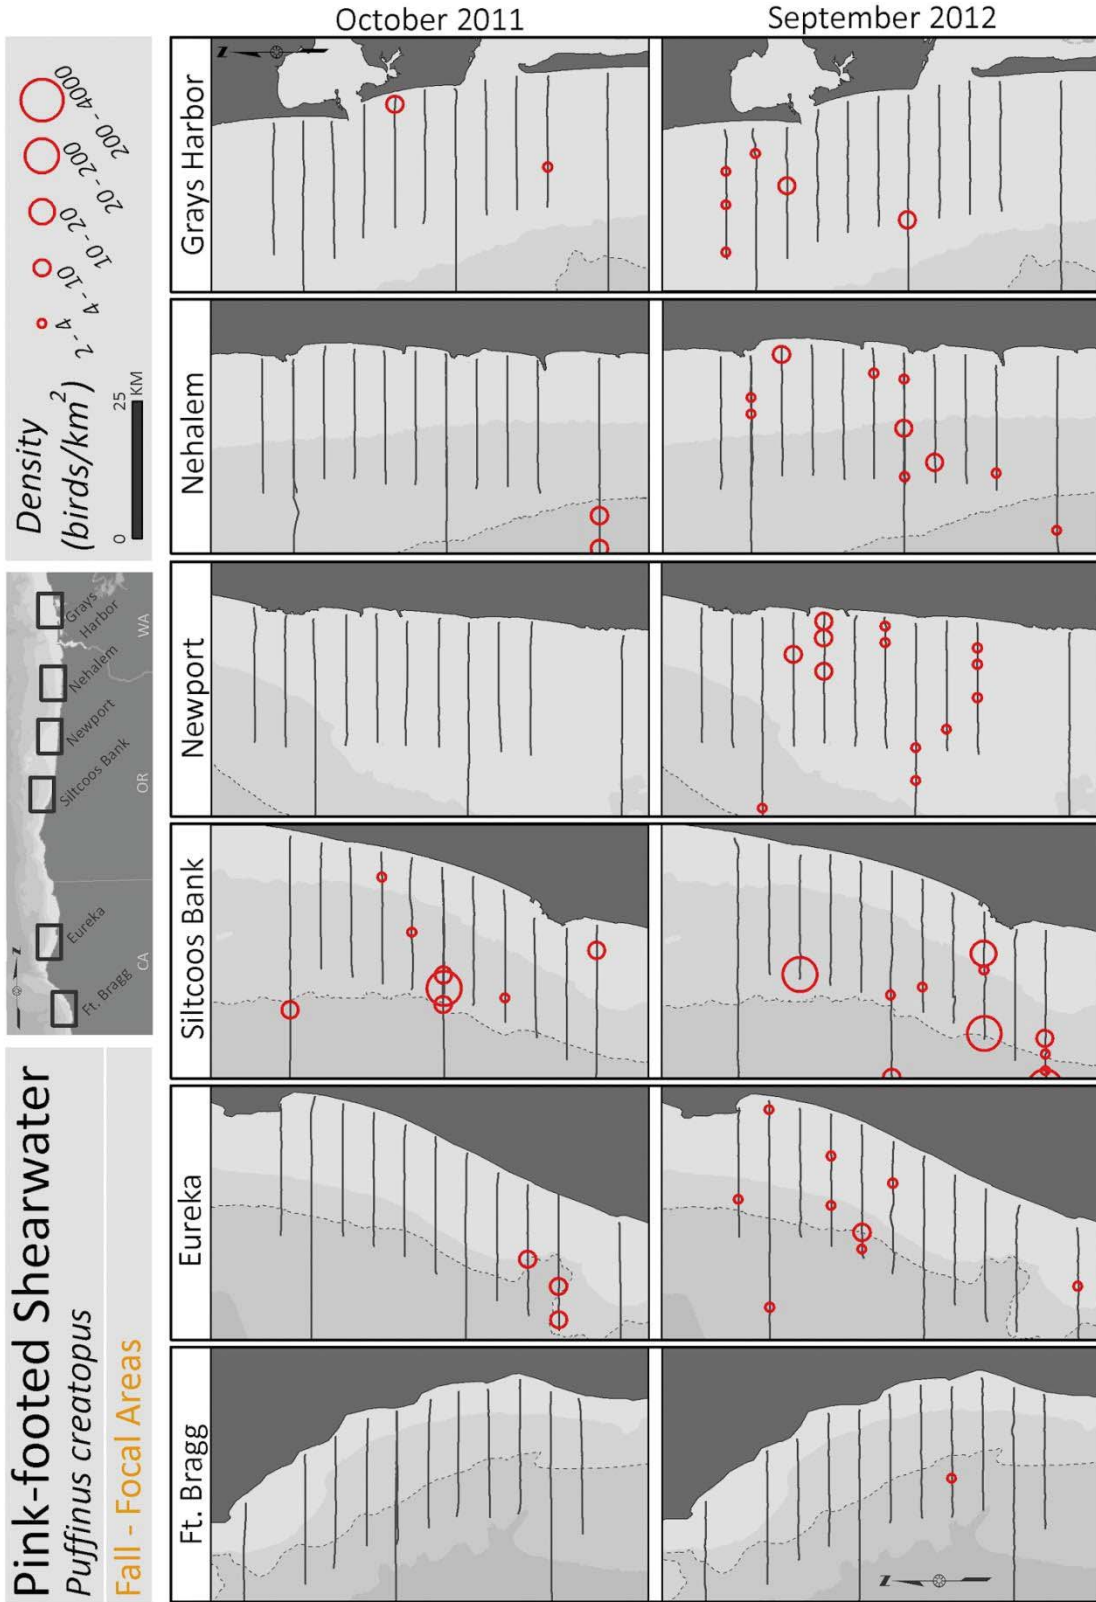 Pink-footed Shearwater
Puffinus creatopus
Fall - Focal Areas
N
Ft. Bragg
Eureka
Siltcoos Bank
Newport
Nehalem
Grays
Harbor
CA
OR
WA
Density
(birds/km²)
0 25
KM
2 - 4
4 - 10
10 - 20
20 - 200
200 - 4000
Ft. Bragg
Eureka
Siltcoos Bank
Newport
Nehalem
Grays Harbor
October 2011
N
September 2012
N